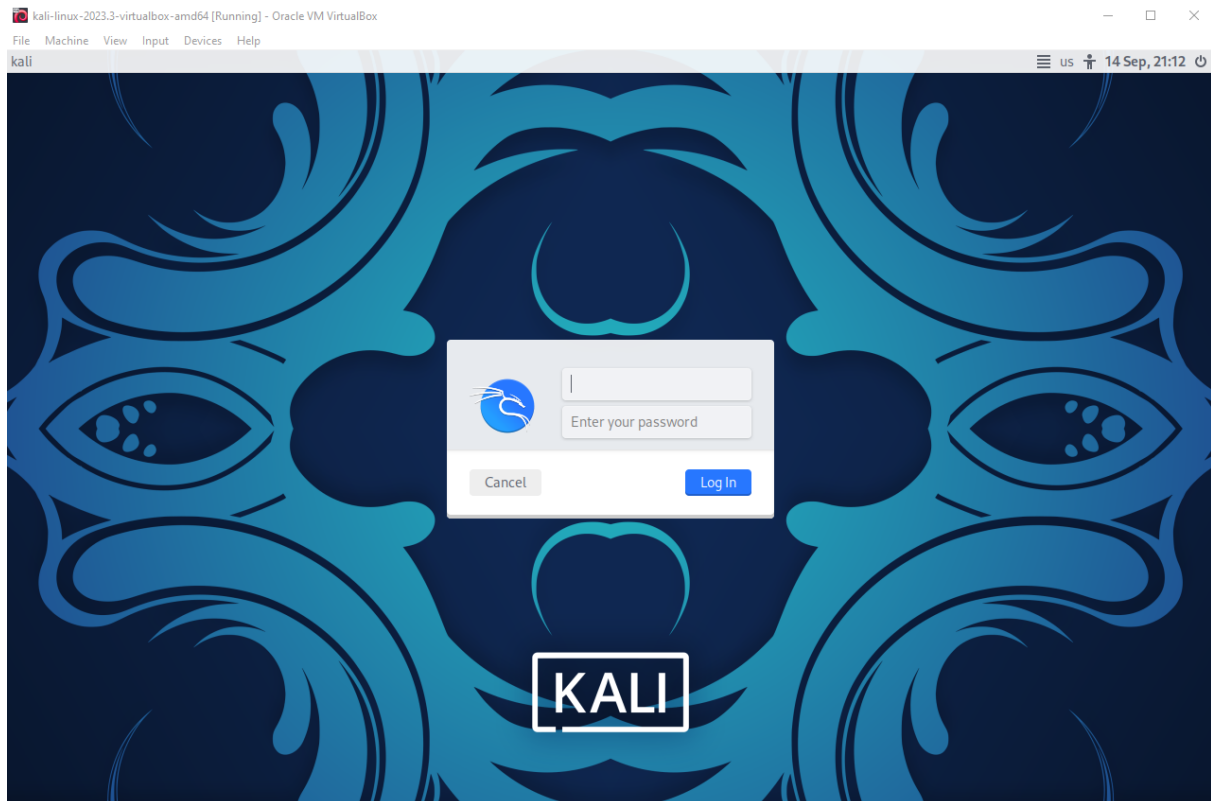 kali-linux-2023.3-virtualbox-amd64 [Running] - Oracle VM VirtualBox
File Machine View Input Devices Help
kali us 14 Sep, 21:12
Enter your password
Cancel Log In
KALI